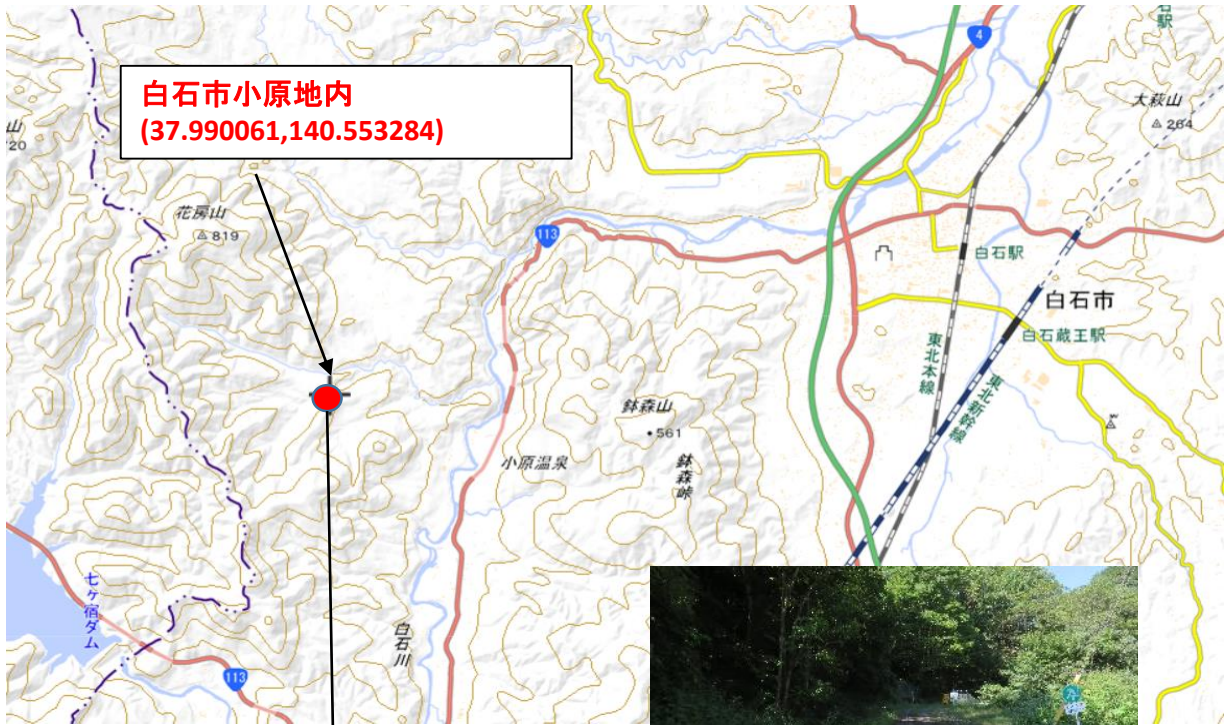 白石市小原地内
(37.990061,140.553284)
4
駅
大萩山
264
山
20
花房山
819
113
白石駅
白石市
白石蔵王駅
東北本線
東北新幹線
鉢森山
561
小原温泉
鉢森峠
七ヶ宿ダム
白石川
113